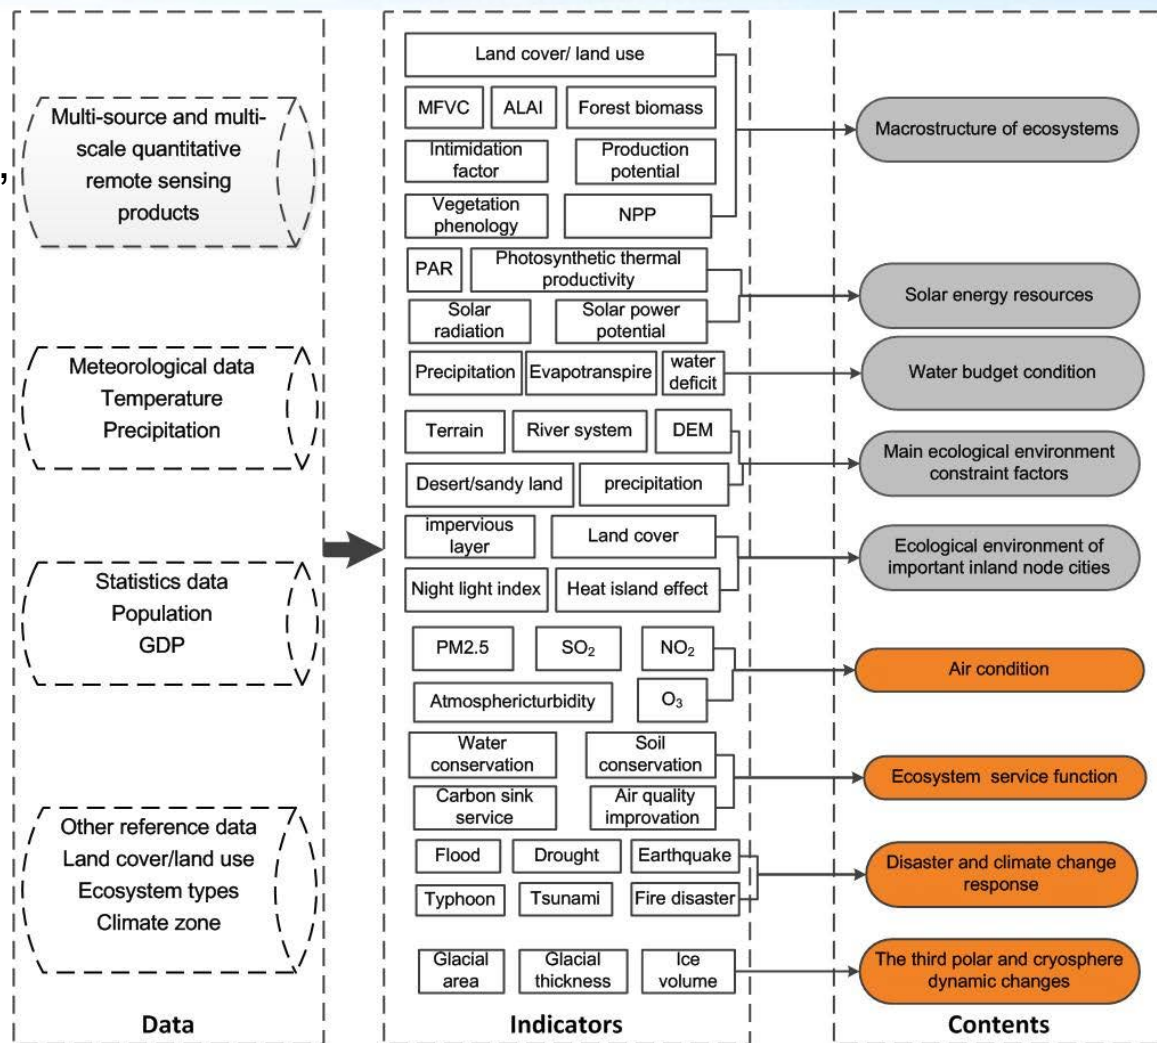 ,
Multi-source and multi-
scale quantitative
remote sensing
products
Meteorological data
Temperature
Precipitation
Statistics data
Population
GDP
Other reference data
Land cover/land use
Ecosystem types
Climate zone
Data
Land cover/ land use
MFVC
ALAI
Forest biomass
Intimidation
factor
Production
potential
Vegetation
phenology
NPP
PAR
Photosynthetic thermal
productivity
Solar
radiation
Solar power
potential
Precipitation
Evapotranspire
water
deficit
Terrain
River system
DEM
Desert/sandy land
precipitation
impervious
layer
Land cover
Night light index
Heat island effect
PM2.5
SO₂
NO₂
Atmosphericturbidity
O₃
Water
conservation
Soil
conservation
Carbon sink
service
Air quality
improvation
Flood
Drought
Earthquake
Typhoon
Tsunami
Fire disaster
Glacial
area
Glacial
thickness
Ice
volume
Indicators
Macrostructure of ecosystems
Solar energy resources
Water budget condition
Main ecological environment
constraint factors
Ecological environment of
important inland node cities
Air condition
Ecosystem service function
Disaster and climate change
response
The third polar and cryosphere
dynamic changes
Contents